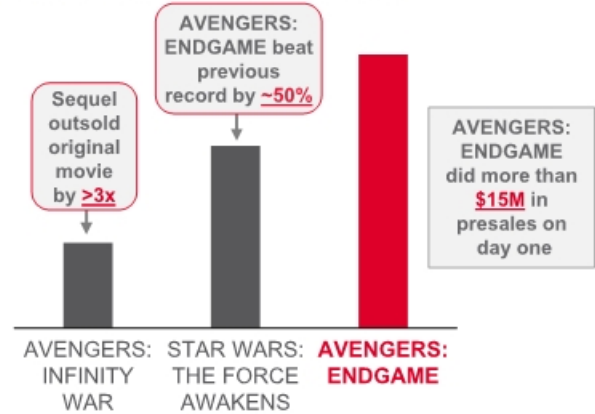 AVENGERS:
ENDGAME beat
previous
record by ~50%
Sequel
outsold
original
movie
by >3x
AVENGERS:
ENDGAME
did more than
$15M in
presales on
day one
AVENGERS:
INFINITY
WAR
STAR WARS:
THE FORCE
AWAKENS
AVENGERS:
ENDGAME